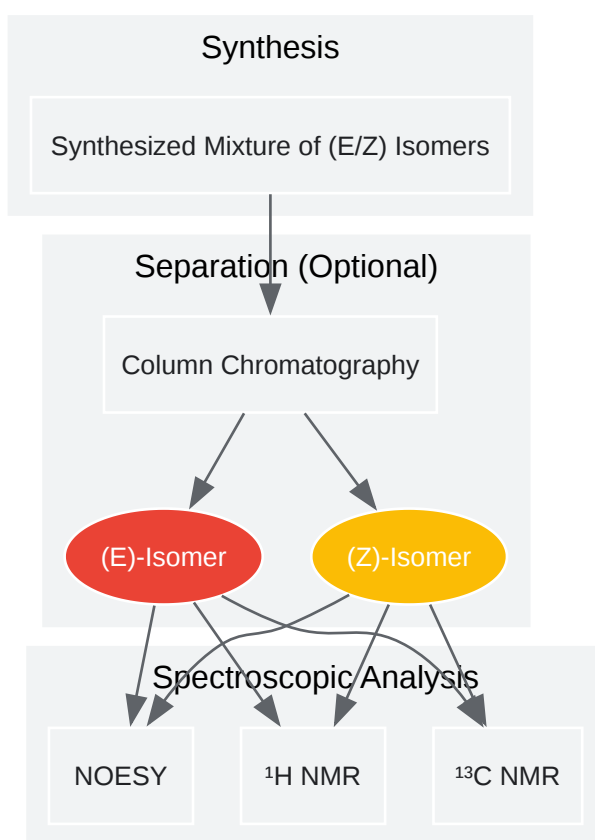 Synthesis
Synthesized Mixture of (E/Z) Isomers
Separation (Optional)
Column Chromatography
(E)-Isomer
(Z)-Isomer
Spectroscopic Analysis
NOESY
¹H NMR
¹³C NMR